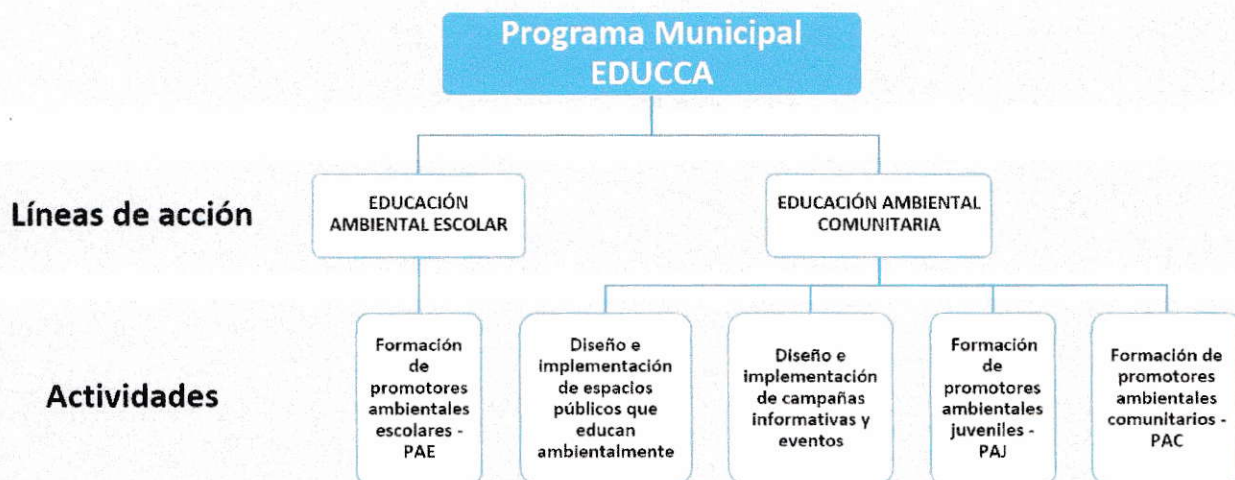 Programa Municipal
EDUCCA
Líneas de acción
EDUCACIÓN
AMBIENTAL ESCOLAR
EDUCACIÓN AMBIENTAL
COMUNITARIA
Actividades
Formación
de
promotores
ambientales
escolares -
PAE
Diseño e
implementación
de espacios
públicos que
educan
ambientalmente
Diseño e
implementación
de campañas
informativas y
eventos
Formación
de
promotores
ambientales
juveniles -
PAJ
Formación de
promotores
ambientales
comunitarios -
PAC